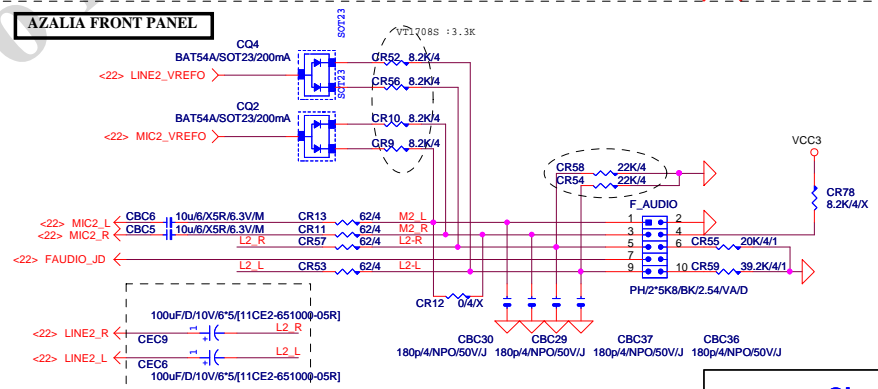 AZALIA FRONT PANEL
SOT23
VT1708S :3.3K
CQ4
BAT54A/SOT23/200mA
CR52 8.2K/4
<22> LINE2_VREFO
SOT23
CR56 8.2K/4
CQ2
BAT54A/SOT23/200mA
CR10 8.2K/4
<22> MIC2_VREFO
CR9 8.2K/4
VCC3
CR58 22K/4
CR54 22K/4
CR78
8.2K/4/X
F_AUDIO
<22> MIC2_L CBC6 10u/6/X5R/6.3V/M CR13 62/4 M2_L 1 2
<22> MIC2_R CBC5 10u/6/X5R/6.3V/M CR11 62/4 M2_R 3 4
L2_R CR57 62/4 L2-R 5 6 CR55 20K/4/1
<22> FAUDIO_JD 7
L2_L CR53 62/4 L2-L 9 10 CR59 39.2K/4/1
PH/2*5K8/BK/2.54/VA/D
CR12 0/4/X
100uF/D/10V/6*5/[11CE2-651000-05R]
<22> LINE2_R 1 + L2_R
CEC9
<22> LINE2_L 1 + L2_L
CEC6
100uF/D/10V/6*5/[11CE2-651000-05R]
CBC30 CBC29 CBC37 CBC36
180p/4/NPO/50V/J 180p/4/NPO/50V/J 180p/4/NPO/50V/J 180p/4/NPO/50V/J